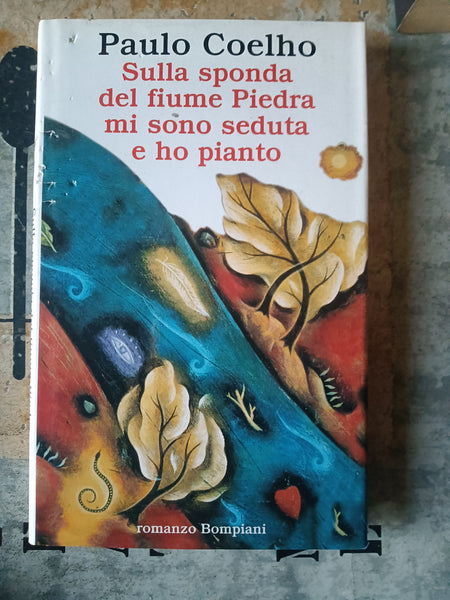 Paulo Coelho
Sulla sponda
del fiume Piedra
mi sono seduta
e ho pianto
romanzo Bompiani